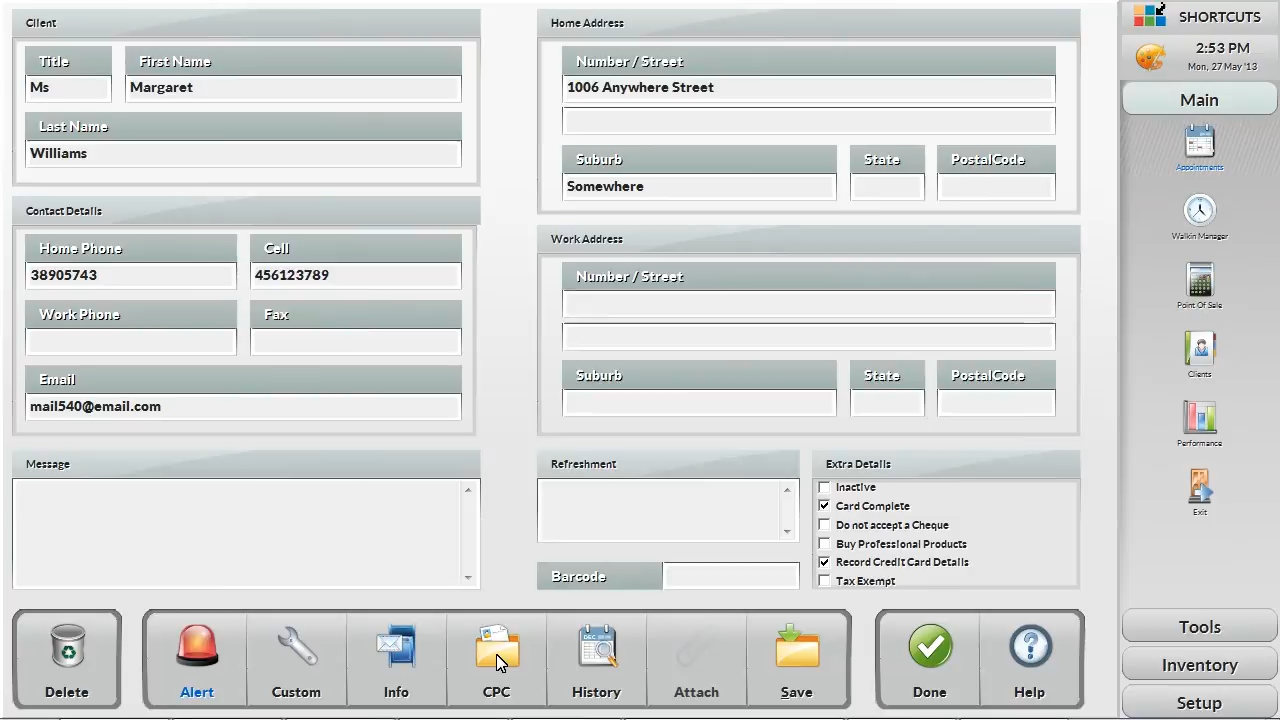 Client
Title
First Name
Ms
Margaret
Last Name
Williams
Contact Details
Home Phone
Cell
38905743
456123789
Work Phone
Fax
Email
mail540@email.com
Message
Home Address
Number / Street
1006 Anywhere Street
Suburb
State
PostalCode
Somewhere
Work Address
Number / Street
Suburb
State
PostalCode
Refreshment
Barcode
Extra Details
Inactive
Card Complete
Do not accept a Cheque
Buy Professional Products
Record Credit Card Details
Tax Exempt
Delete
Alert
Custom
Info
CPC
History
Attach
Save
Done
Help
SHORTCUTS
2:53 PM
Mon, 27 May '13
Main
Appointments
Walkin Manager
Point Of Sale
Clients
Performance
Exit
Tools
Inventory
Setup